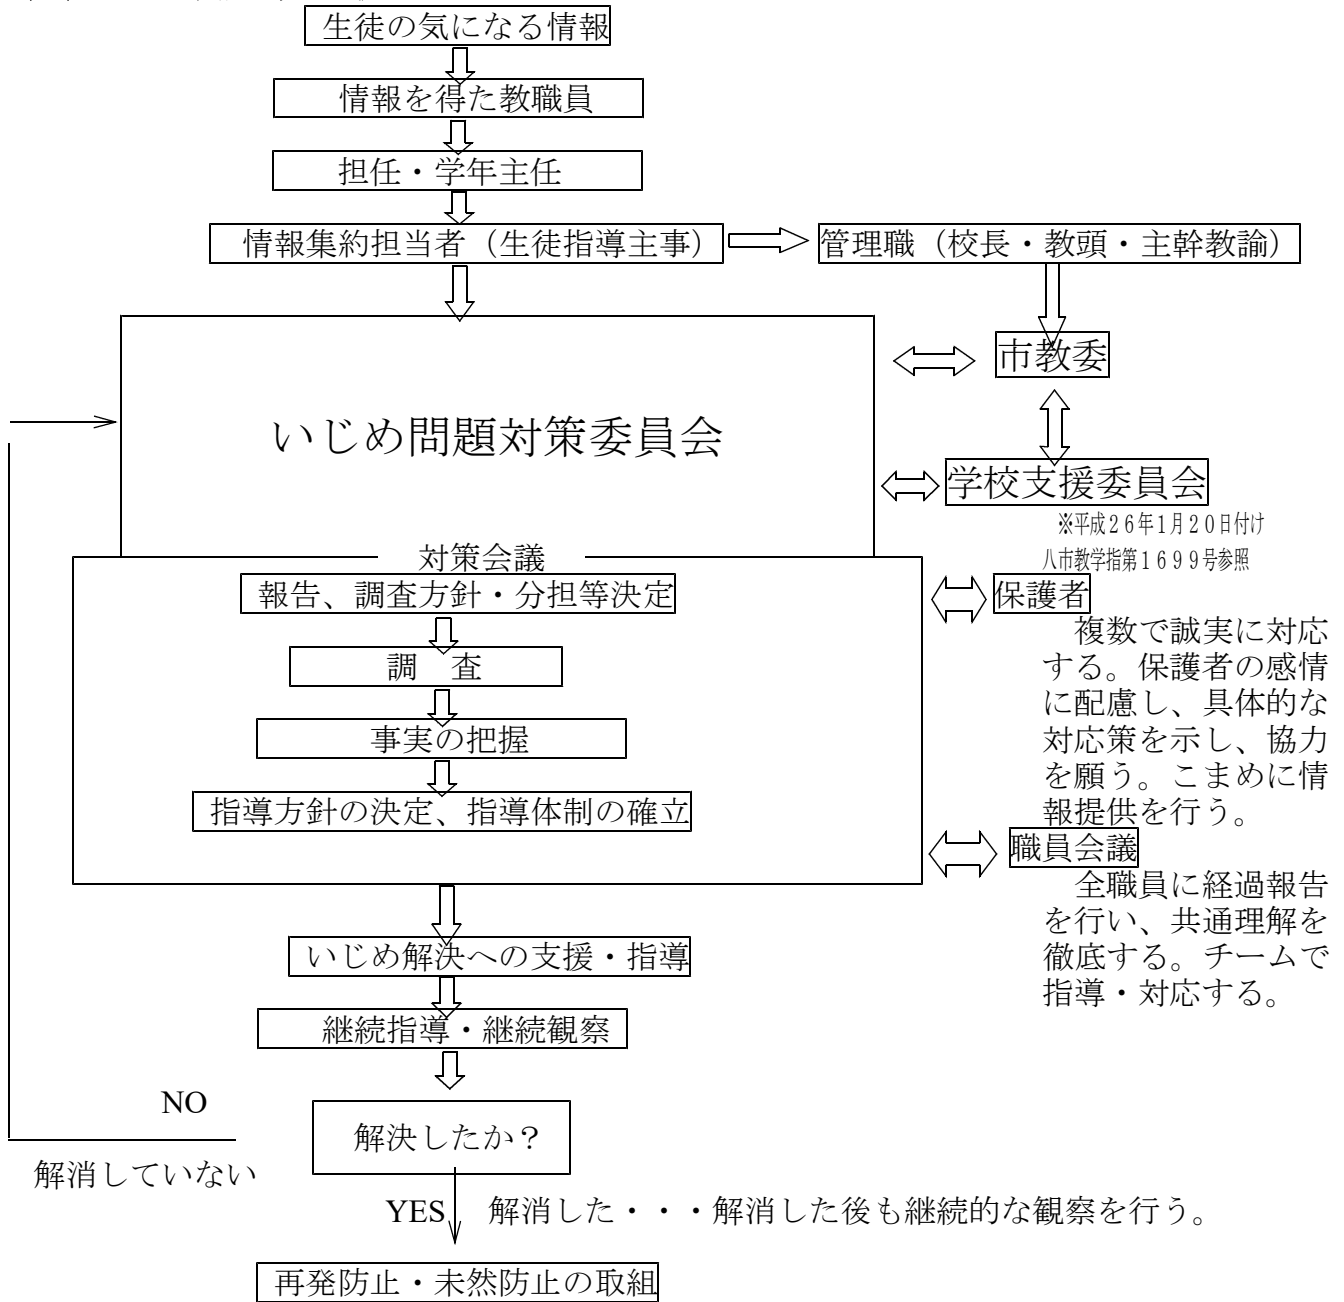 生徒の気になる情報
情報を得た教職員
担任・学年主任
情報集約担当者（生徒指導主事）
管理職（校長・教頭・主幹教諭）
市教委
いじめ問題対策委員会
学校支援委員会
※平成２６年１月２０日付け
八市教学指第１６９９号参照
対策会議
報告、調査方針・分担等決定
調　査
事実の把握
指導方針の決定、指導体制の確立
保護者
複数で誠実に対応
する。保護者の感情
に配慮し、具体的な
対応策を示し、協力
を願う。こまめに情
報提供を行う。
職員会議
全職員に経過報告
を行い、共通理解を
徹底する。チームで
指導・対応する。
いじめ解決への支援・指導
継続指導・継続観察
NO
解決したか？
解消していない
YES
解消した・・・解消した後も継続的な観察を行う。
再発防止・未然防止の取組